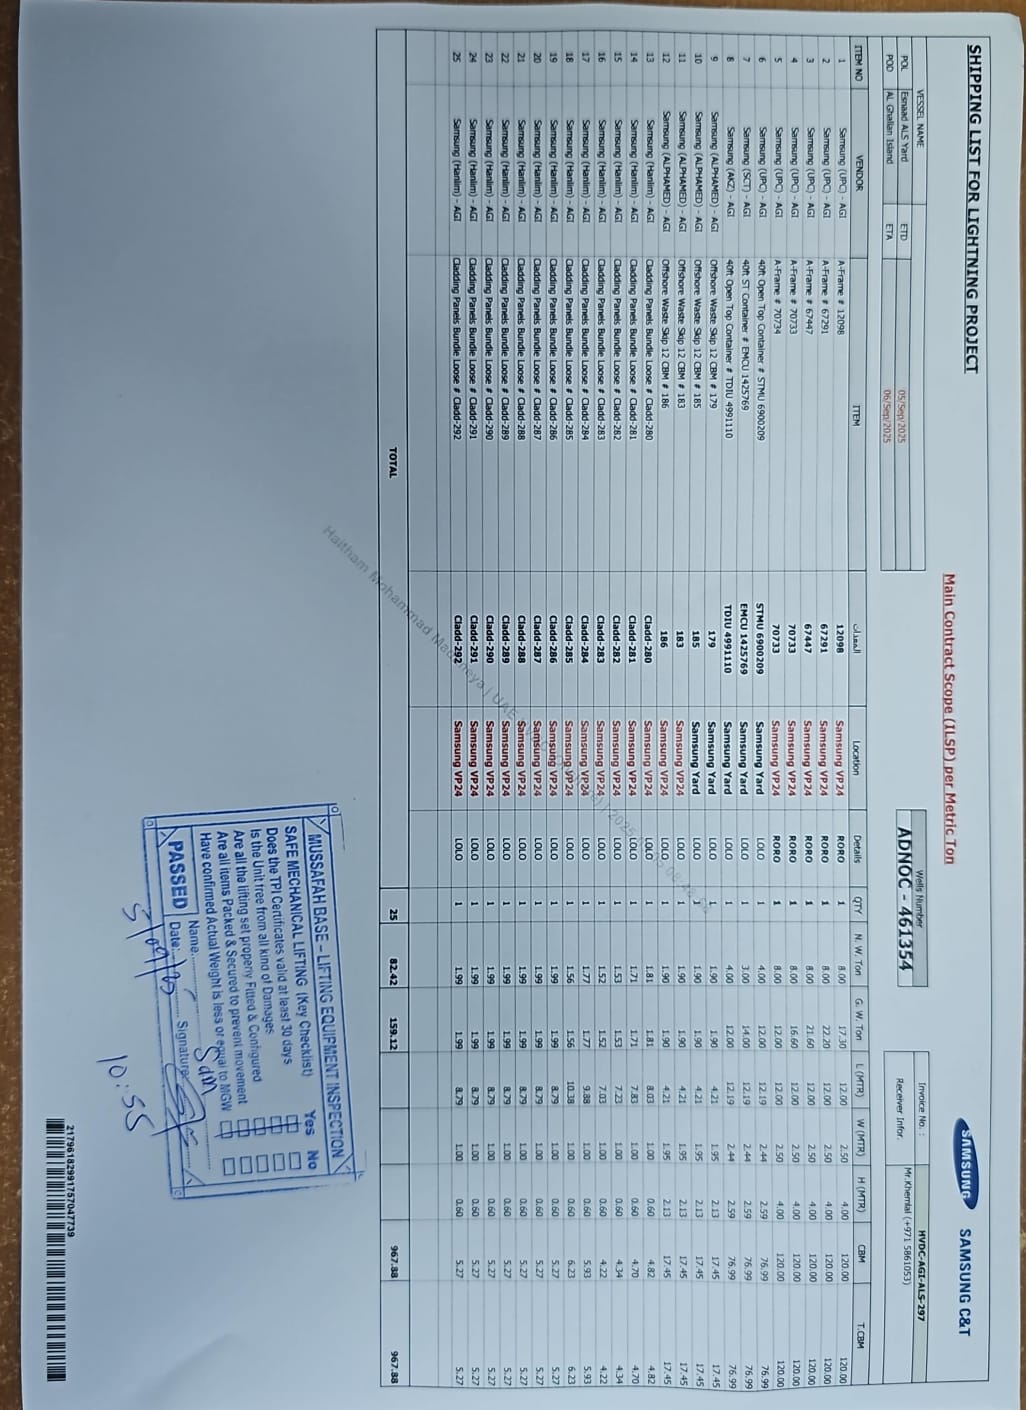 SHIPPING LIST FOR LIGHTNING PROJECT
Main Contract Scope (ILSP) per Metric Ton
SAMSUNG SAMSUNG C&T
VESSEL NAME
POL Esnaad ALS Yard ETD 05/Sep/2025
POD AL Ghallan Island ETA 06/Sep/2025
Wells Number
ADNOC - 461354
Invoice No. : HVDC-AGI-ALS-297
Receiver Infor. Mr.Khemlal (+971 5861053)
ITEM NO VENDOR ITEM المعدات Location Details QTY N. W. Ton G. W. Ton L (MTR) W (MTR) H (MTR) CBM T.CBM
1 Samsung (UPC) - AGI A-Frame # 12098 12098 Samsung VP24 RORO 1 8.00 17.30 12.00 2.50 4.00 120.00 120.00
2 Samsung (UPC) - AGI A-Frame # 67291 67291 Samsung VP24 RORO 1 8.00 22.20 12.00 2.50 4.00 120.00 120.00
3 Samsung (UPC) - AGI A-Frame # 67447 67447 Samsung VP24 RORO 1 8.00 21.60 12.00 2.50 4.00 120.00 120.00
4 Samsung (UPC) - AGI A-Frame # 70733 70733 Samsung VP24 RORO 1 8.00 16.60 12.00 2.50 4.00 120.00 120.00
5 Samsung (UPC) - AGI A-Frame # 70734 70733 Samsung VP24 RORO 1 8.00 12.00 12.00 2.50 4.00 120.00 120.00
6 Samsung (UPC) - AGI 40ft Open Top Container # STMU 6900209 STMU 6900209 Samsung Yard LOLO 1 4.00 12.00 12.19 2.44 2.59 76.99 76.99
7 Samsung (SCT) - AGI 40ft ST Container # EMCU 1425769 EMCU 1425769 Samsung Yard LOLO 1 3.00 14.00 12.19 2.44 2.59 76.99 76.99
8 Samsung (AKZ) - AGI 40ft Open Top Container # TDIU 4991110 TDIU 4991110 Samsung Yard LOLO 1 4.00 12.00 12.19 2.44 2.59 76.99 76.99
9 Samsung (ALPHAMED) - AGI Offshore Waste Skip 12 CBM # 179 179 Samsung Yard LOLO 1 1.90 1.90 4.21 1.95 2.13 17.45 17.45
10 Samsung (ALPHAMED) - AGI Offshore Waste Skip 12 CBM # 185 185 Samsung Yard LOLO 1 1.90 1.90 4.21 1.95 2.13 17.45 17.45
11 Samsung (ALPHAMED) - AGI Offshore Waste Skip 12 CBM # 183 183 Samsung VP24 LOLO 1 1.90 1.90 4.21 1.95 2.13 17.45 17.45
12 Samsung (ALPHAMED) - AGI Offshore Waste Skip 12 CBM # 186 186 Samsung VP24 LOLO 1 1.90 1.90 4.21 1.95 2.13 17.45 17.45
13 Samsung (Hanlim) - AGI Cladding Panels Bundle Loose # Cladd-280 Cladd-280 Samsung VP24 LOLO 1 1.81 1.81 8.03 1.00 0.60 4.82 4.82
14 Samsung (Hanlim) - AGI Cladding Panels Bundle Loose # Cladd-281 Cladd-281 Samsung VP24 LOLO 1 1.71 1.71 7.83 1.00 0.60 4.70 4.70
15 Samsung (Hanlim) - AGI Cladding Panels Bundle Loose # Cladd-282 Cladd-282 Samsung VP24 LOLO 1 1.53 1.53 7.23 1.00 0.60 4.34 4.34
16 Samsung (Hanlim) - AGI Cladding Panels Bundle Loose # Cladd-283 Cladd-283 Samsung VP24 LOLO 1 1.52 1.52 7.03 1.00 0.60 4.22 4.22
17 Samsung (Hanlim) - AGI Cladding Panels Bundle Loose # Cladd-284 Cladd-284 Samsung VP24 LOLO 1 1.77 1.77 9.88 1.00 0.60 5.93 5.93
18 Samsung (Hanlim) - AGI Cladding Panels Bundle Loose # Cladd-285 Cladd-285 Samsung VP24 LOLO 1 1.56 1.56 10.38 1.00 0.60 6.23 6.23
19 Samsung (Hanlim) - AGI Cladding Panels Bundle Loose # Cladd-286 Cladd-286 Samsung VP24 LOLO 1 1.99 1.99 8.79 1.00 0.60 5.27 5.27
20 Samsung (Hanlim) - AGI Cladding Panels Bundle Loose # Cladd-287 Cladd-287 Samsung VP24 LOLO 1 1.99 1.99 8.79 1.00 0.60 5.27 5.27
21 Samsung (Hanlim) - AGI Cladding Panels Bundle Loose # Cladd-288 Cladd-288 Samsung VP24 LOLO 1 1.99 1.99 8.79 1.00 0.60 5.27 5.27
22 Samsung (Hanlim) - AGI Cladding Panels Bundle Loose # Cladd-289 Cladd-289 Samsung VP24 LOLO 1 1.99 1.99 8.79 1.00 0.60 5.27 5.27
23 Samsung (Hanlim) - AGI Cladding Panels Bundle Loose # Cladd-290 Cladd-290 Samsung VP24 LOLO 1 1.99 1.99 8.79 1.00 0.60 5.27 5.27
24 Samsung (Hanlim) - AGI Cladding Panels Bundle Loose # Cladd-291 Cladd-291 Samsung VP24 LOLO 1 1.99 1.99 8.79 1.00 0.60 5.27 5.27
25 Samsung (Hanlim) - AGI Cladding Panels Bundle Loose # Cladd-292 Cladd-292 Samsung VP24 LOLO 1 1.99 1.99 8.79 1.00 0.60 5.27 5.27
TOTAL 25 82.42 159.12 967.88 967.88
Haitham Mohammad Madaneya | UAE
MUSSAFAH BASE – LIFTING EQUIPMENT INSPECTION
SAFE MECHANICAL LIFTING (Key Checklist) Yes No
Does the TPI Certificates valid at least 30 days
Is the Unit free from all kind of Damages
Are all the lifting set properly Fitted & Configured
Are all items Packed & Secured to prevent movement
Have confirmed Actual Weight is less or equal to MGW
PASSED
Name: Sam
Date: 5/09/25 Signature
10:55
21796182991757047739